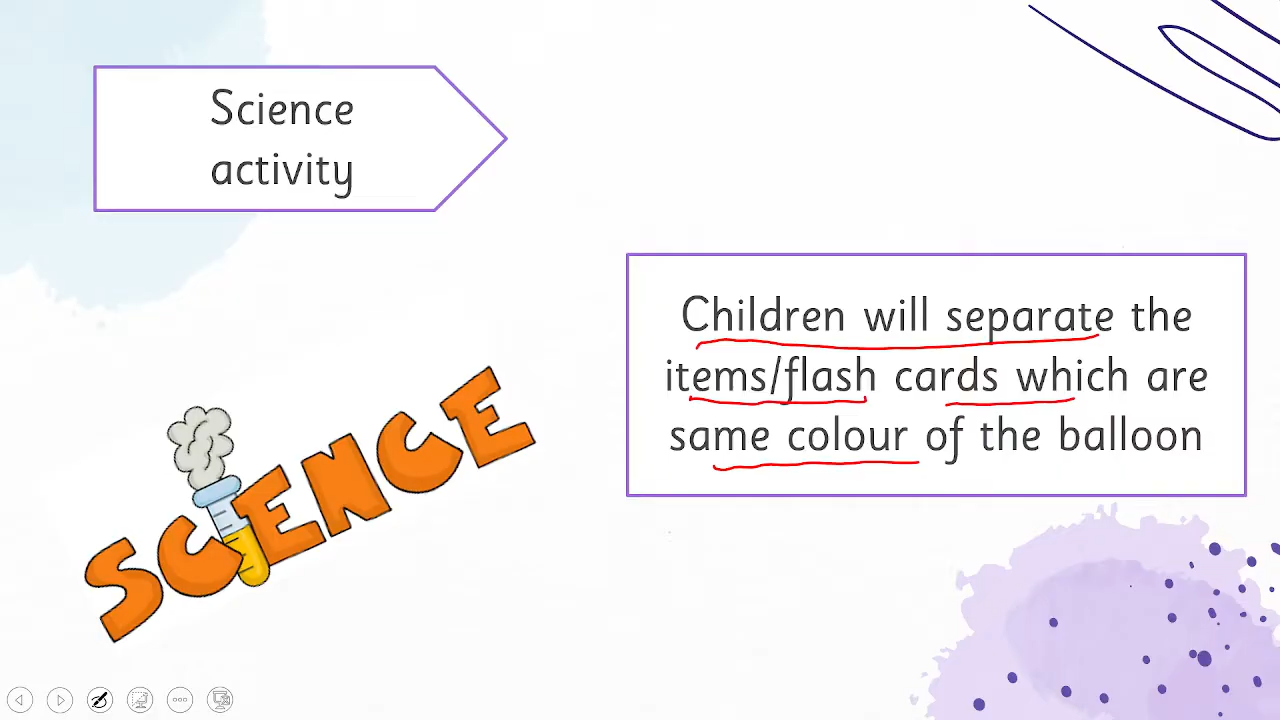 Science
activity
Children will separate the
items/flash cards which are
same colour of the balloon
SCIENCE